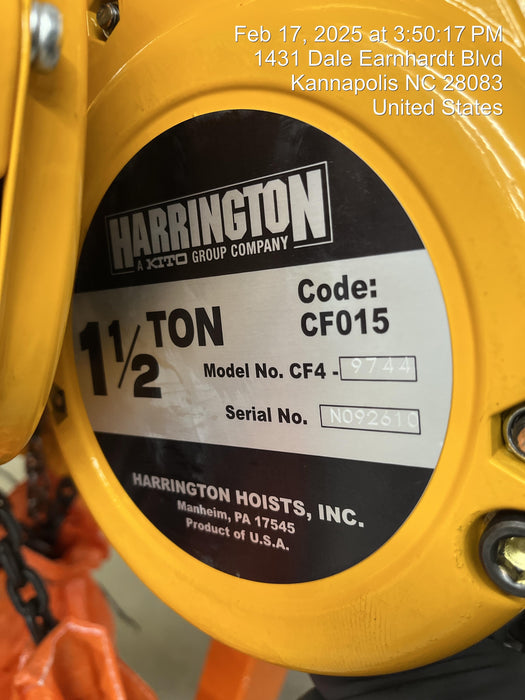 Feb 17, 2025 at 3:50:17 PM
1431 Dale Earnhardt Blvd
Kannapolis NC 28083
United States
HARRINGTON
A KITO GROUP COMPANY
1 1/2 TON
Code:
CF015
Model No. CF4 - 9744
Serial No. N092610
HARRINGTON HOISTS, INC.
Manheim, PA 17545
Product of U.S.A.